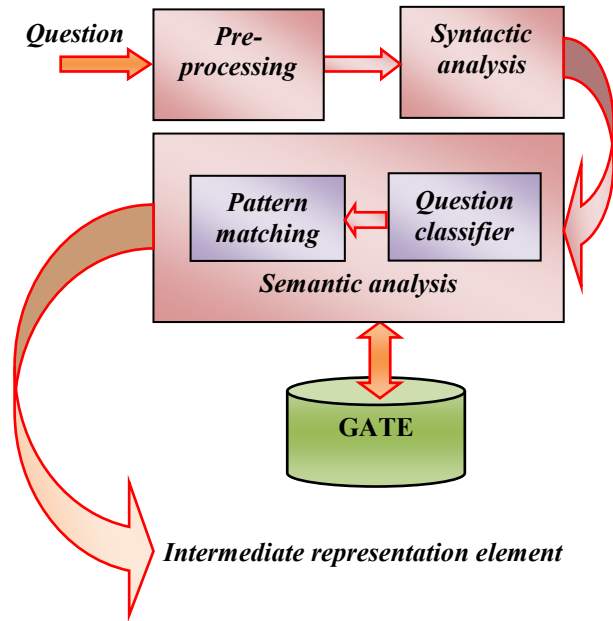 Question
Pre-
processing
Syntactic
analysis
Pattern
matching
Question
classifier
Semantic analysis
GATE
Intermediate representation element